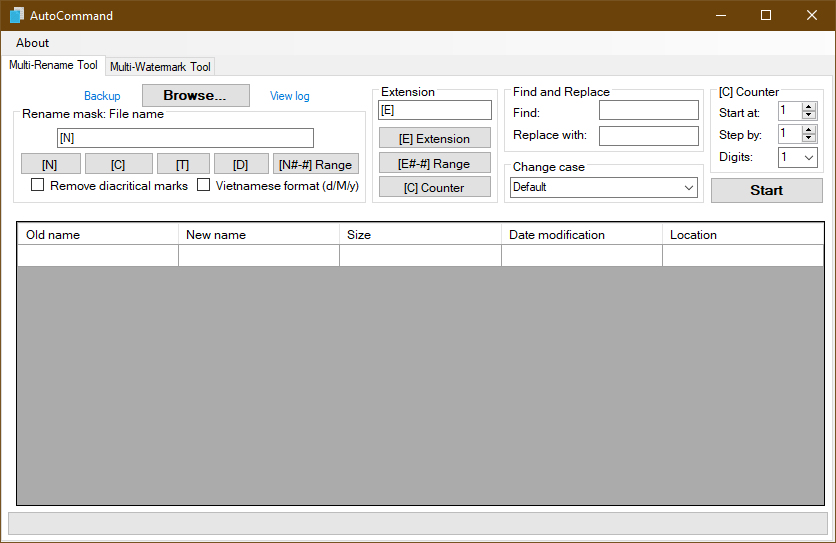 AutoCommand
About
Multi-Rename Tool
Multi-Watermark Tool
Backup
Browse...
View log
Rename mask: File name
[N]
[N]
[C]
[T]
[D]
[N#-#] Range
Remove diacritical marks
Vietnamese format (d/M/y)
Extension
[E]
[E] Extension
[E#-#] Range
[C] Counter
Find and Replace
Find:
Replace with:
Change case
Default
[C] Counter
Start at: 1
Step by: 1
Digits: 1
Start
Old name
New name
Size
Date modification
Location